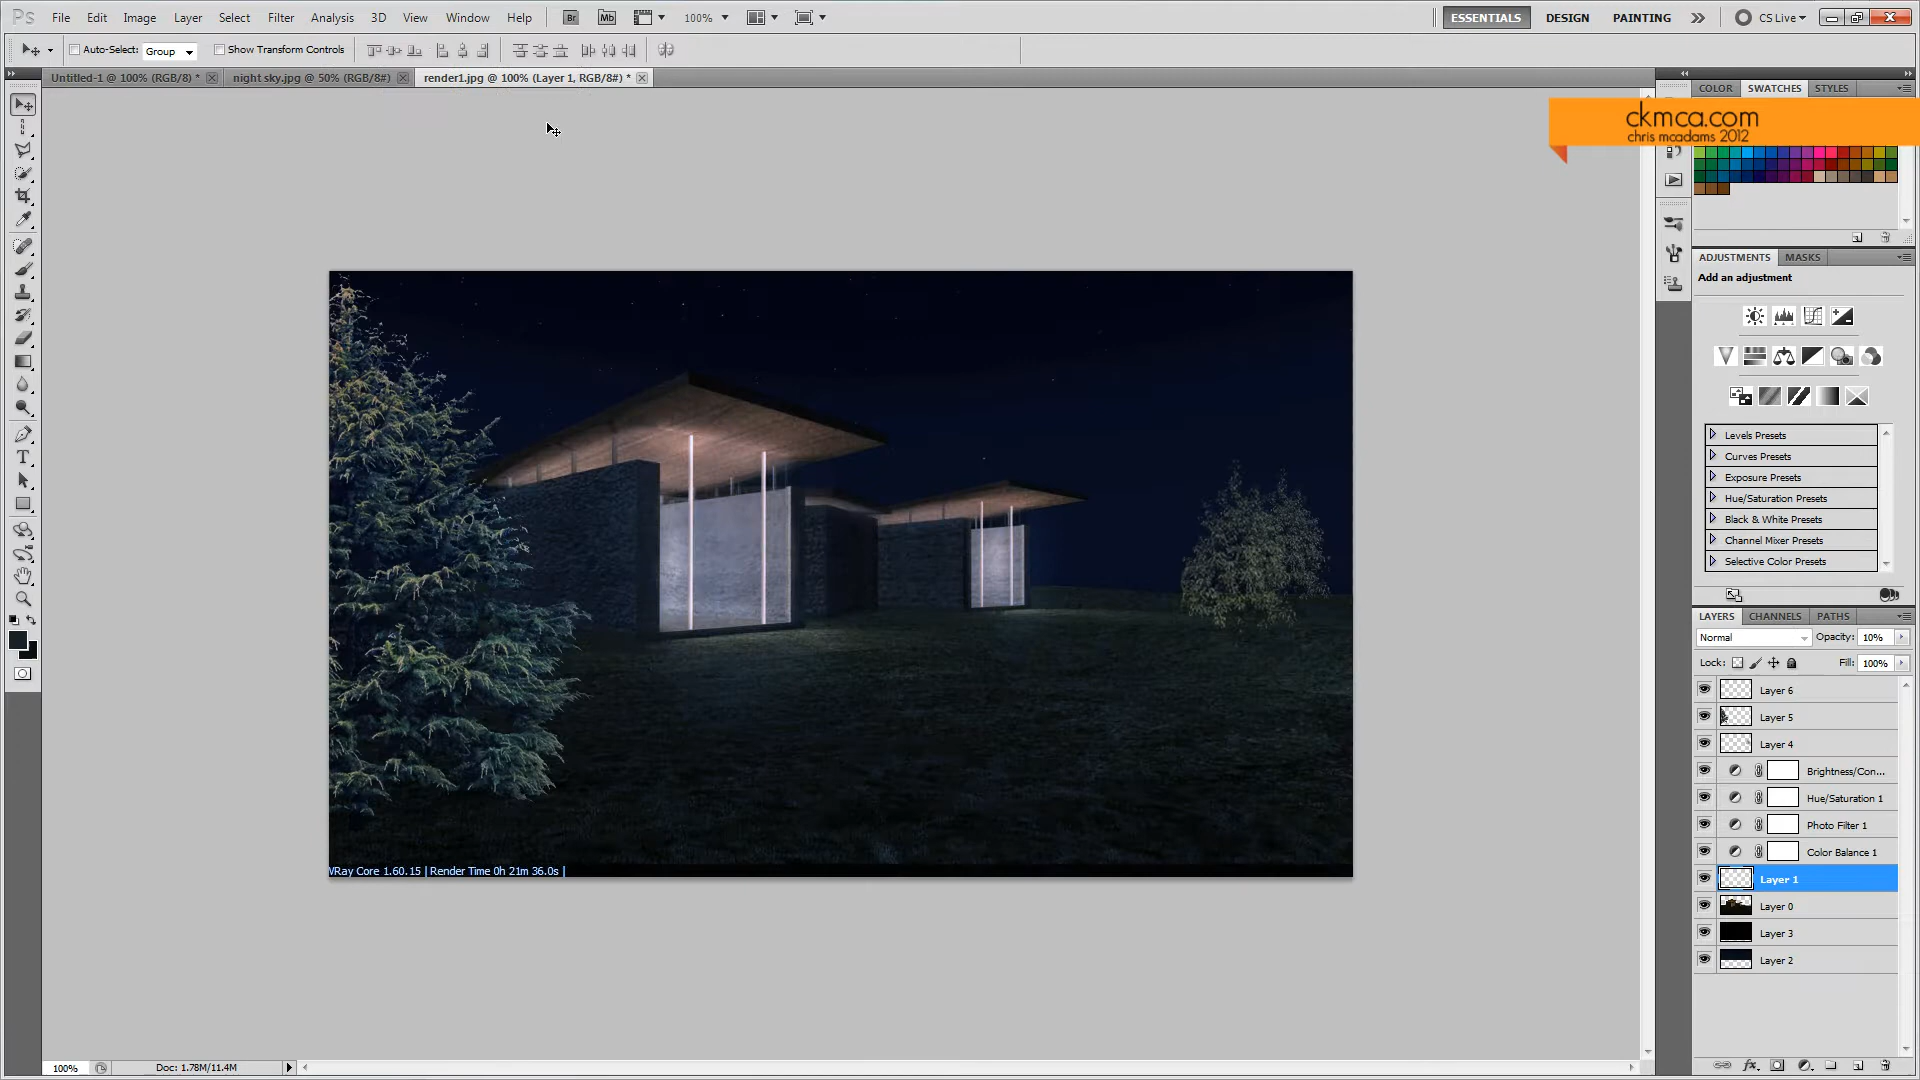 Ps File Edit Image Layer Select Filter Analysis 3D View Window Help Br Mb 100% ESSENTIALS DESIGN PAINTING CS Live
Auto-Select: Group Show Transform Controls
Untitled-1 @ 100% (RGB/8) * night sky.jpg @ 50% (RGB/8#) render1.jpg @ 100% (Layer 1, RGB/8#) *
COLOR SWATCHES STYLES
ckmca.com
chris mcadams 2012
ADJUSTMENTS MASKS
Add an adjustment
Levels Presets
Curves Presets
Exposure Presets
Hue/Saturation Presets
Black & White Presets
Channel Mixer Presets
Selective Color Presets
LAYERS CHANNELS PATHS
Normal Opacity: 10%
Lock: Fill: 100%
Layer 6
Layer 5
Layer 4
Brightness/Con...
Hue/Saturation 1
Photo Filter 1
Color Balance 1
Layer 1
Layer 0
Layer 3
Layer 2
VRay Core 1.60.15 | Render Time 0h 21m 36.0s |
100% Doc: 1.78M/11.4M